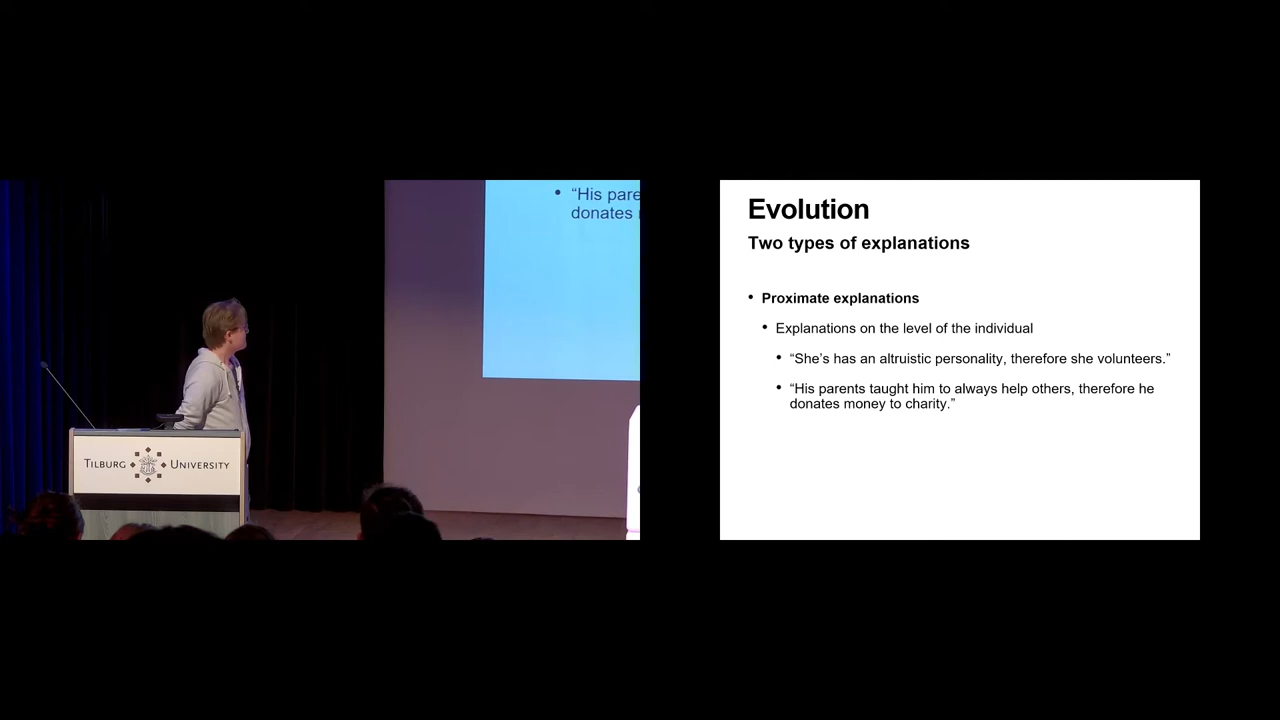 • “His pare
donates
TILBURG UNIVERSITY
Evolution
Two types of explanations
• Proximate explanations
• Explanations on the level of the individual
• “She’s has an altruistic personality, therefore she volunteers.”
• “His parents taught him to always help others, therefore he
donates money to charity.”